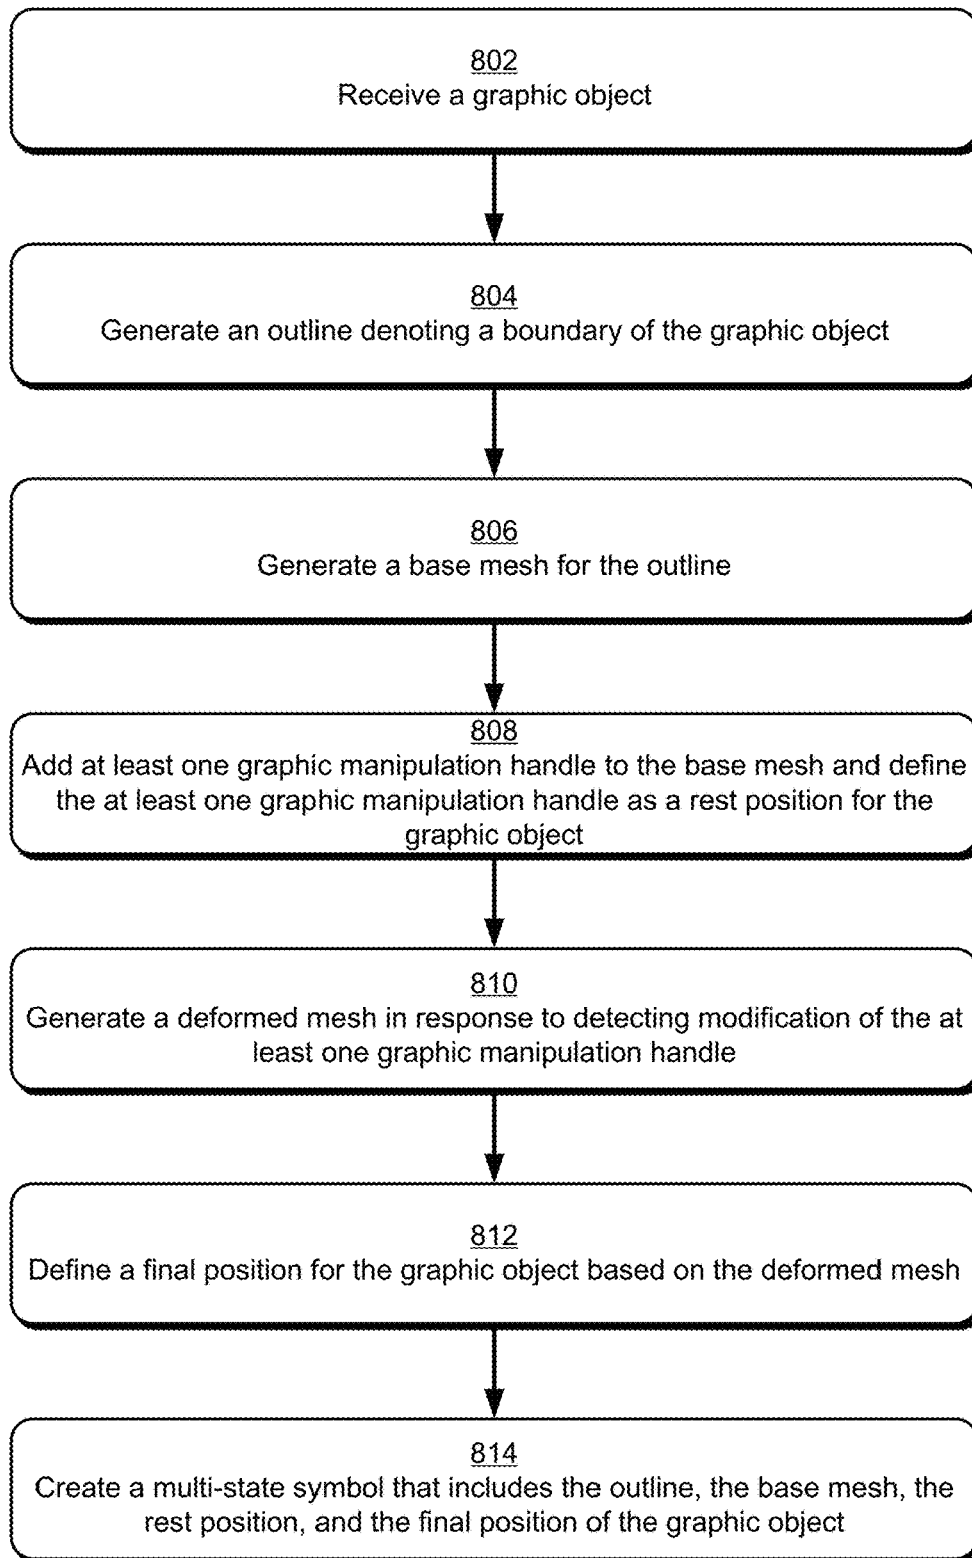 802
Receive a graphic object
804
Generate an outline denoting a boundary of the graphic object
806
Generate a base mesh for the outline
808
Add at least one graphic manipulation handle to the base mesh and define
the at least one graphic manipulation handle as a rest position for the
graphic object
810
Generate a deformed mesh in response to detecting modification of the at
least one graphic manipulation handle
812
Define a final position for the graphic object based on the deformed mesh
814
Create a multi-state symbol that includes the outline, the base mesh, the
rest position, and the final position of the graphic object